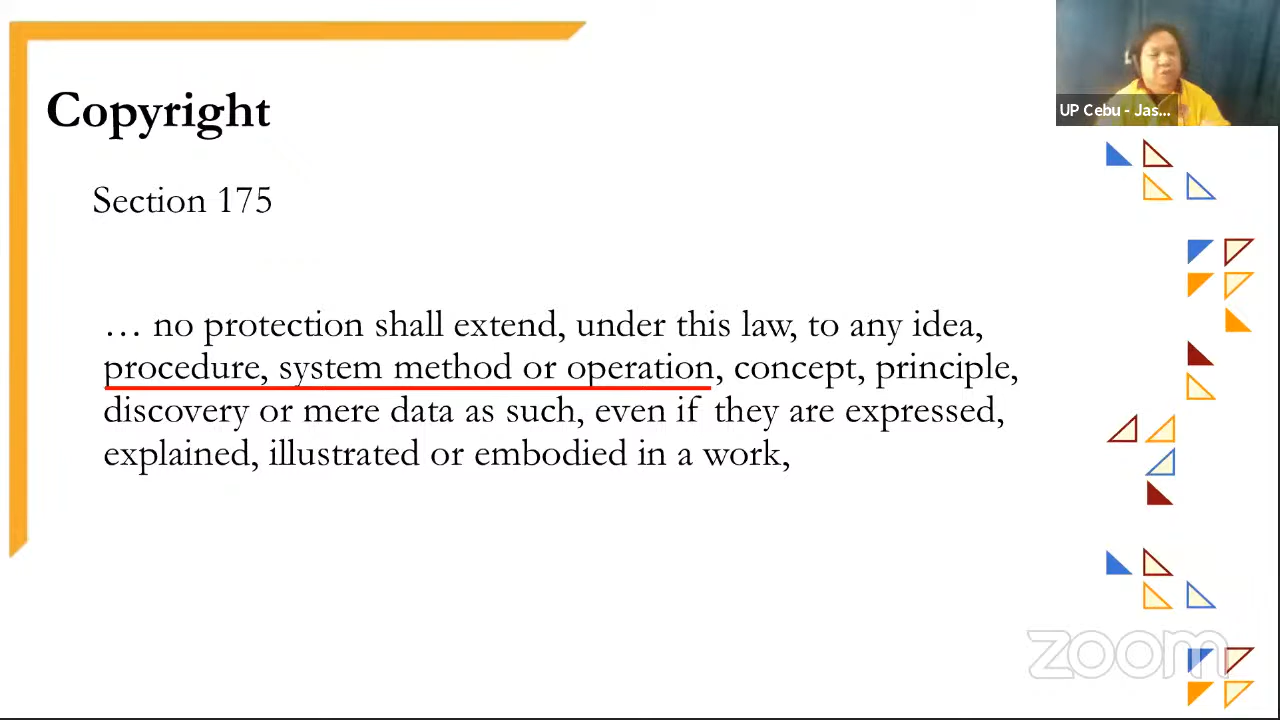 Copyright
UP Cebu - Jas...
Section 175
… no protection shall extend, under this law, to any idea,
procedure, system method or operation, concept, principle,
discovery or mere data as such, even if they are expressed,
explained, illustrated or embodied in a work,
zoom